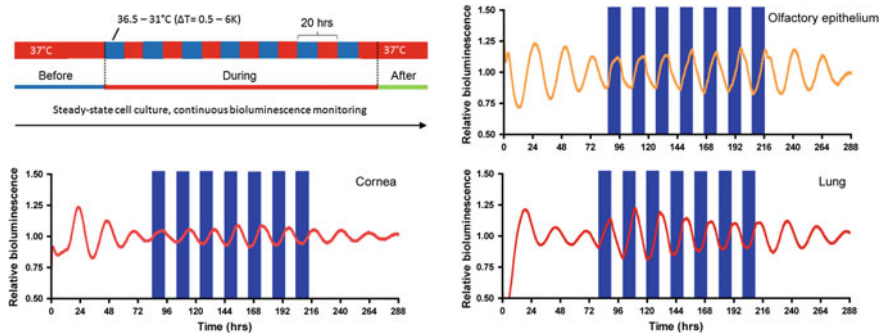 36.5 – 31°C (ΔT= 0.5 – 6K)
20 hrs
37°C
37°C
Before
During
After
Steady-state cell culture, continuous bioluminescence monitoring
Olfactory epithelium
Relative bioluminescence
1.50
1.25
1.00
0.75
0.50
0 24 48 72 96 120 144 168 192 216 240 264 288
Cornea
Relative bioluminescence
1.50
1.25
1.00
0.75
0.50
0 24 48 72 96 120 144 168 192 216 240 264 288
Time (hrs)
Lung
Relative bioluminescence
1.50
1.25
1.00
0.75
0.50
0 24 48 72 96 120 144 168 192 216 240 264 288
Time (hrs)